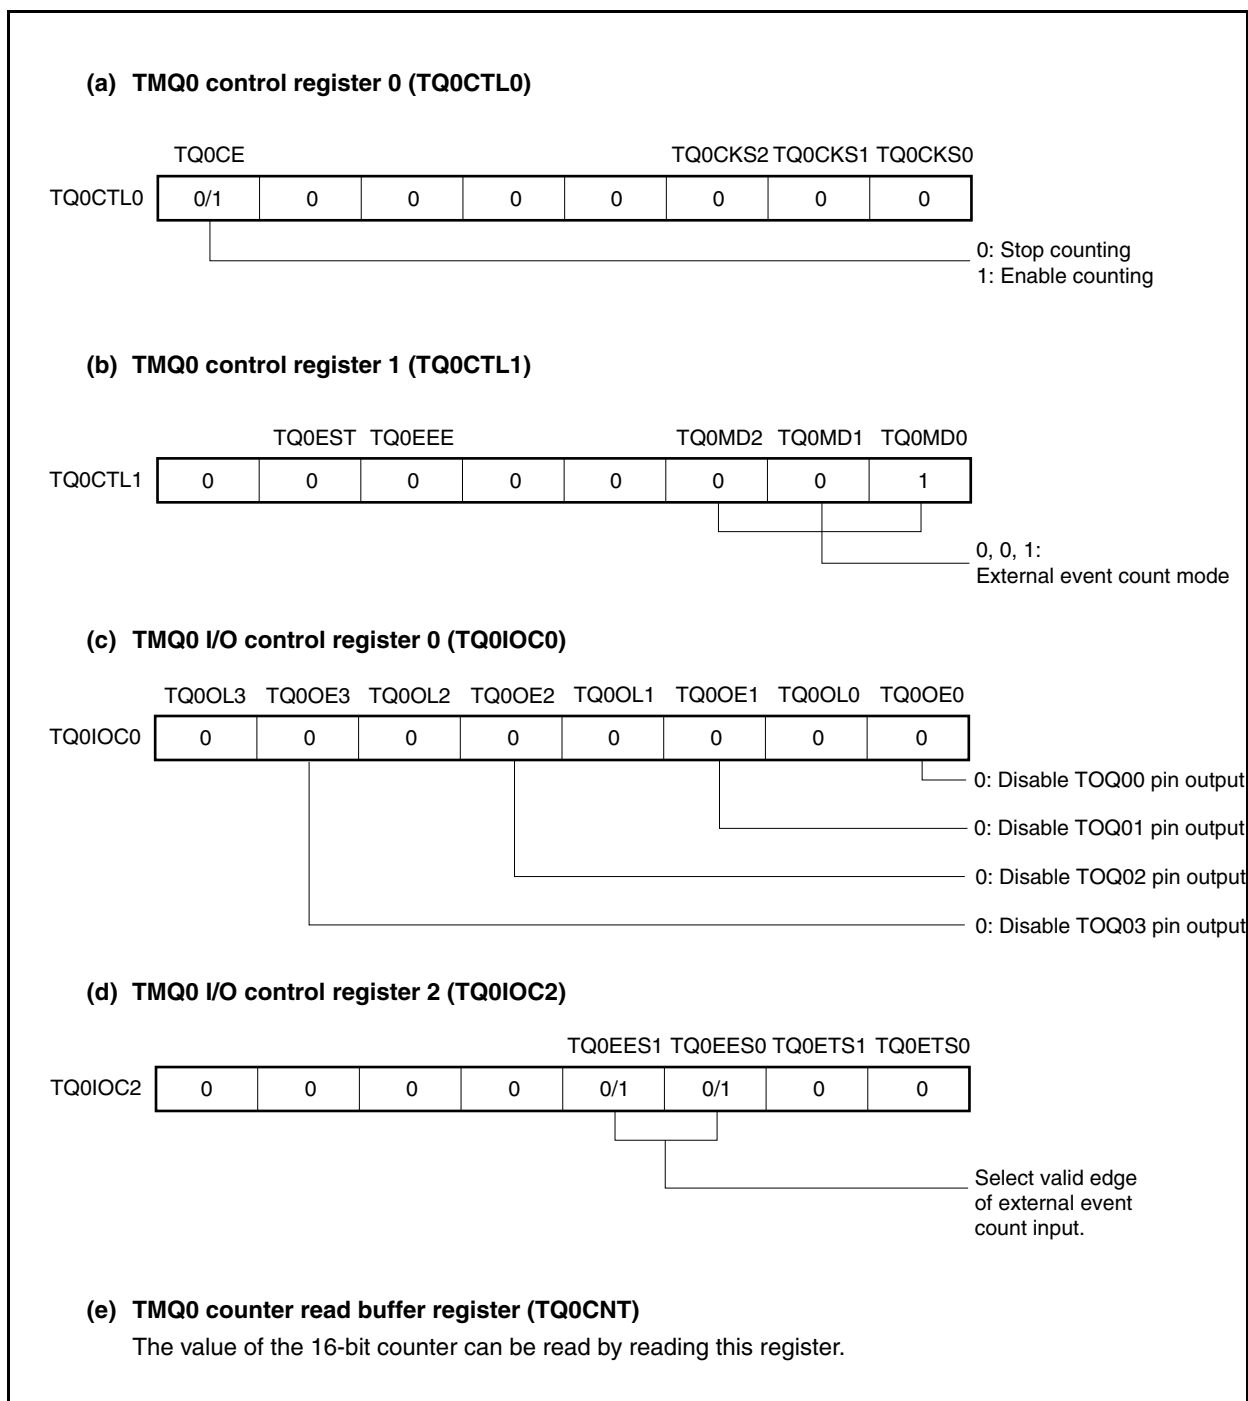 (a) TMQ0 control register 0 (TQ0CTL0)
TQ0CE TQ0CKS2 TQ0CKS1 TQ0CKS0
TQ0CTL0 0/1 0 0 0 0 0 0 0
0: Stop counting
1: Enable counting
(b) TMQ0 control register 1 (TQ0CTL1)
TQ0EST TQ0EEE TQ0MD2 TQ0MD1 TQ0MD0
TQ0CTL1 0 0 0 0 0 0 0 1
0, 0, 1:
External event count mode
(c) TMQ0 I/O control register 0 (TQ0IOC0)
TQ0OL3 TQ0OE3 TQ0OL2 TQ0OE2 TQ0OL1 TQ0OE1 TQ0OL0 TQ0OE0
TQ0IOC0 0 0 0 0 0 0 0 0
0: Disable TOQ00 pin output
0: Disable TOQ01 pin output
0: Disable TOQ02 pin output
0: Disable TOQ03 pin output
(d) TMQ0 I/O control register 2 (TQ0IOC2)
TQ0EES1 TQ0EES0 TQ0ETS1 TQ0ETS0
TQ0IOC2 0 0 0 0 0/1 0/1 0 0
Select valid edge
of external event
count input.
(e) TMQ0 counter read buffer register (TQ0CNT)
The value of the 16-bit counter can be read by reading this register.